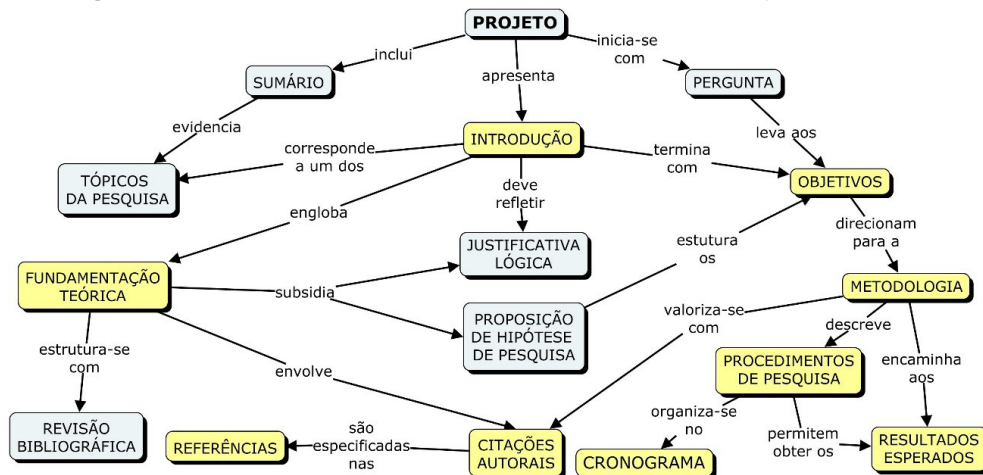 PROJETO
inclui
apresenta
inicia-se
com
SUMÁRIO
PERGUNTA
evidencia
corresponde
a um dos
INTRODUÇÃO
termina
com
leva aos
TÓPICOS
DA PESQUISA
engloba
deve
refletir
OBJETIVOS
JUSTIFICATIVA
LÓGICA
estutura
os
direcionam
para a
FUNDAMENTAÇÃO
TEÓRICA
subsidia
METODOLOGIA
PROPOSIÇÃO
DE HIPÓTESE
DE PESQUISA
valoriza-se
com
descreve
estrutura-se
com
envolve
PROCEDIMENTOS
DE PESQUISA
encaminha
aos
REVISÃO
BIBLIOGRÁFICA
REFERÊNCIAS
são
especificadas
nas
CITAÇÕES
AUTORAIS
organiza-se
no
CRONOGRAMA
permitem
obter os
RESULTADOS
ESPERADOS